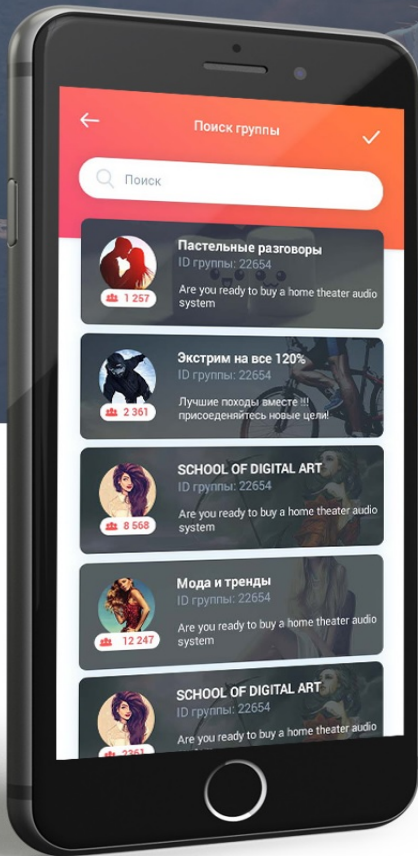 Поиск группы
Поиск
Пастельные разговоры
ID группы: 22654
Are you ready to buy a home theater audio
system
1 257
Экстрим на все 120%
ID группы: 22654
Лучшие походы вместе !!!
присоеденяйтесь новые цели!
2 361
SCHOOL OF DIGITAL ART
ID группы: 22654
Are you ready to buy a home theater audio
system
8 568
Мода и тренды
ID группы: 22654
Are you ready to buy a home theater audio
system
12 247
SCHOOL OF DIGITAL ART
ID группы: 22654
Are you ready to buy a home theater audio
system
2361